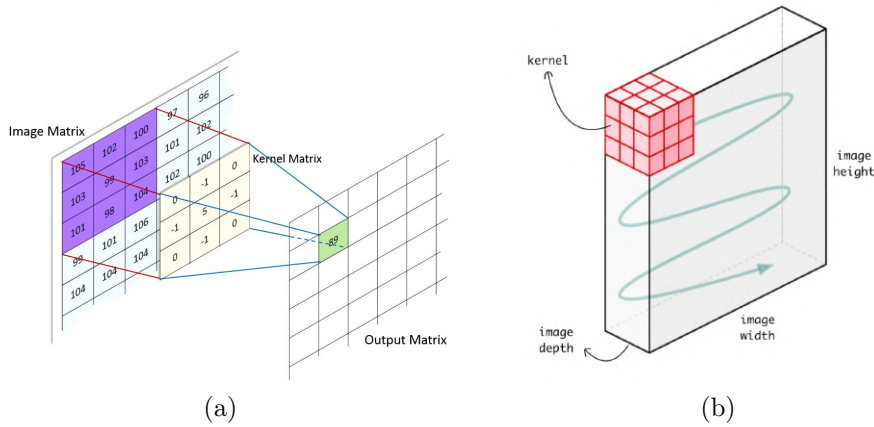 Image Matrix
105 102 100 97 96
103 99 103 101 102
101 98 104 102 100
99 101 106
104 104 104
Kernel Matrix
0 -1 0
-1 5 -1
0 -1 0
89
Output Matrix
(a)
kernel
image
height
image
width
image
depth
(b)